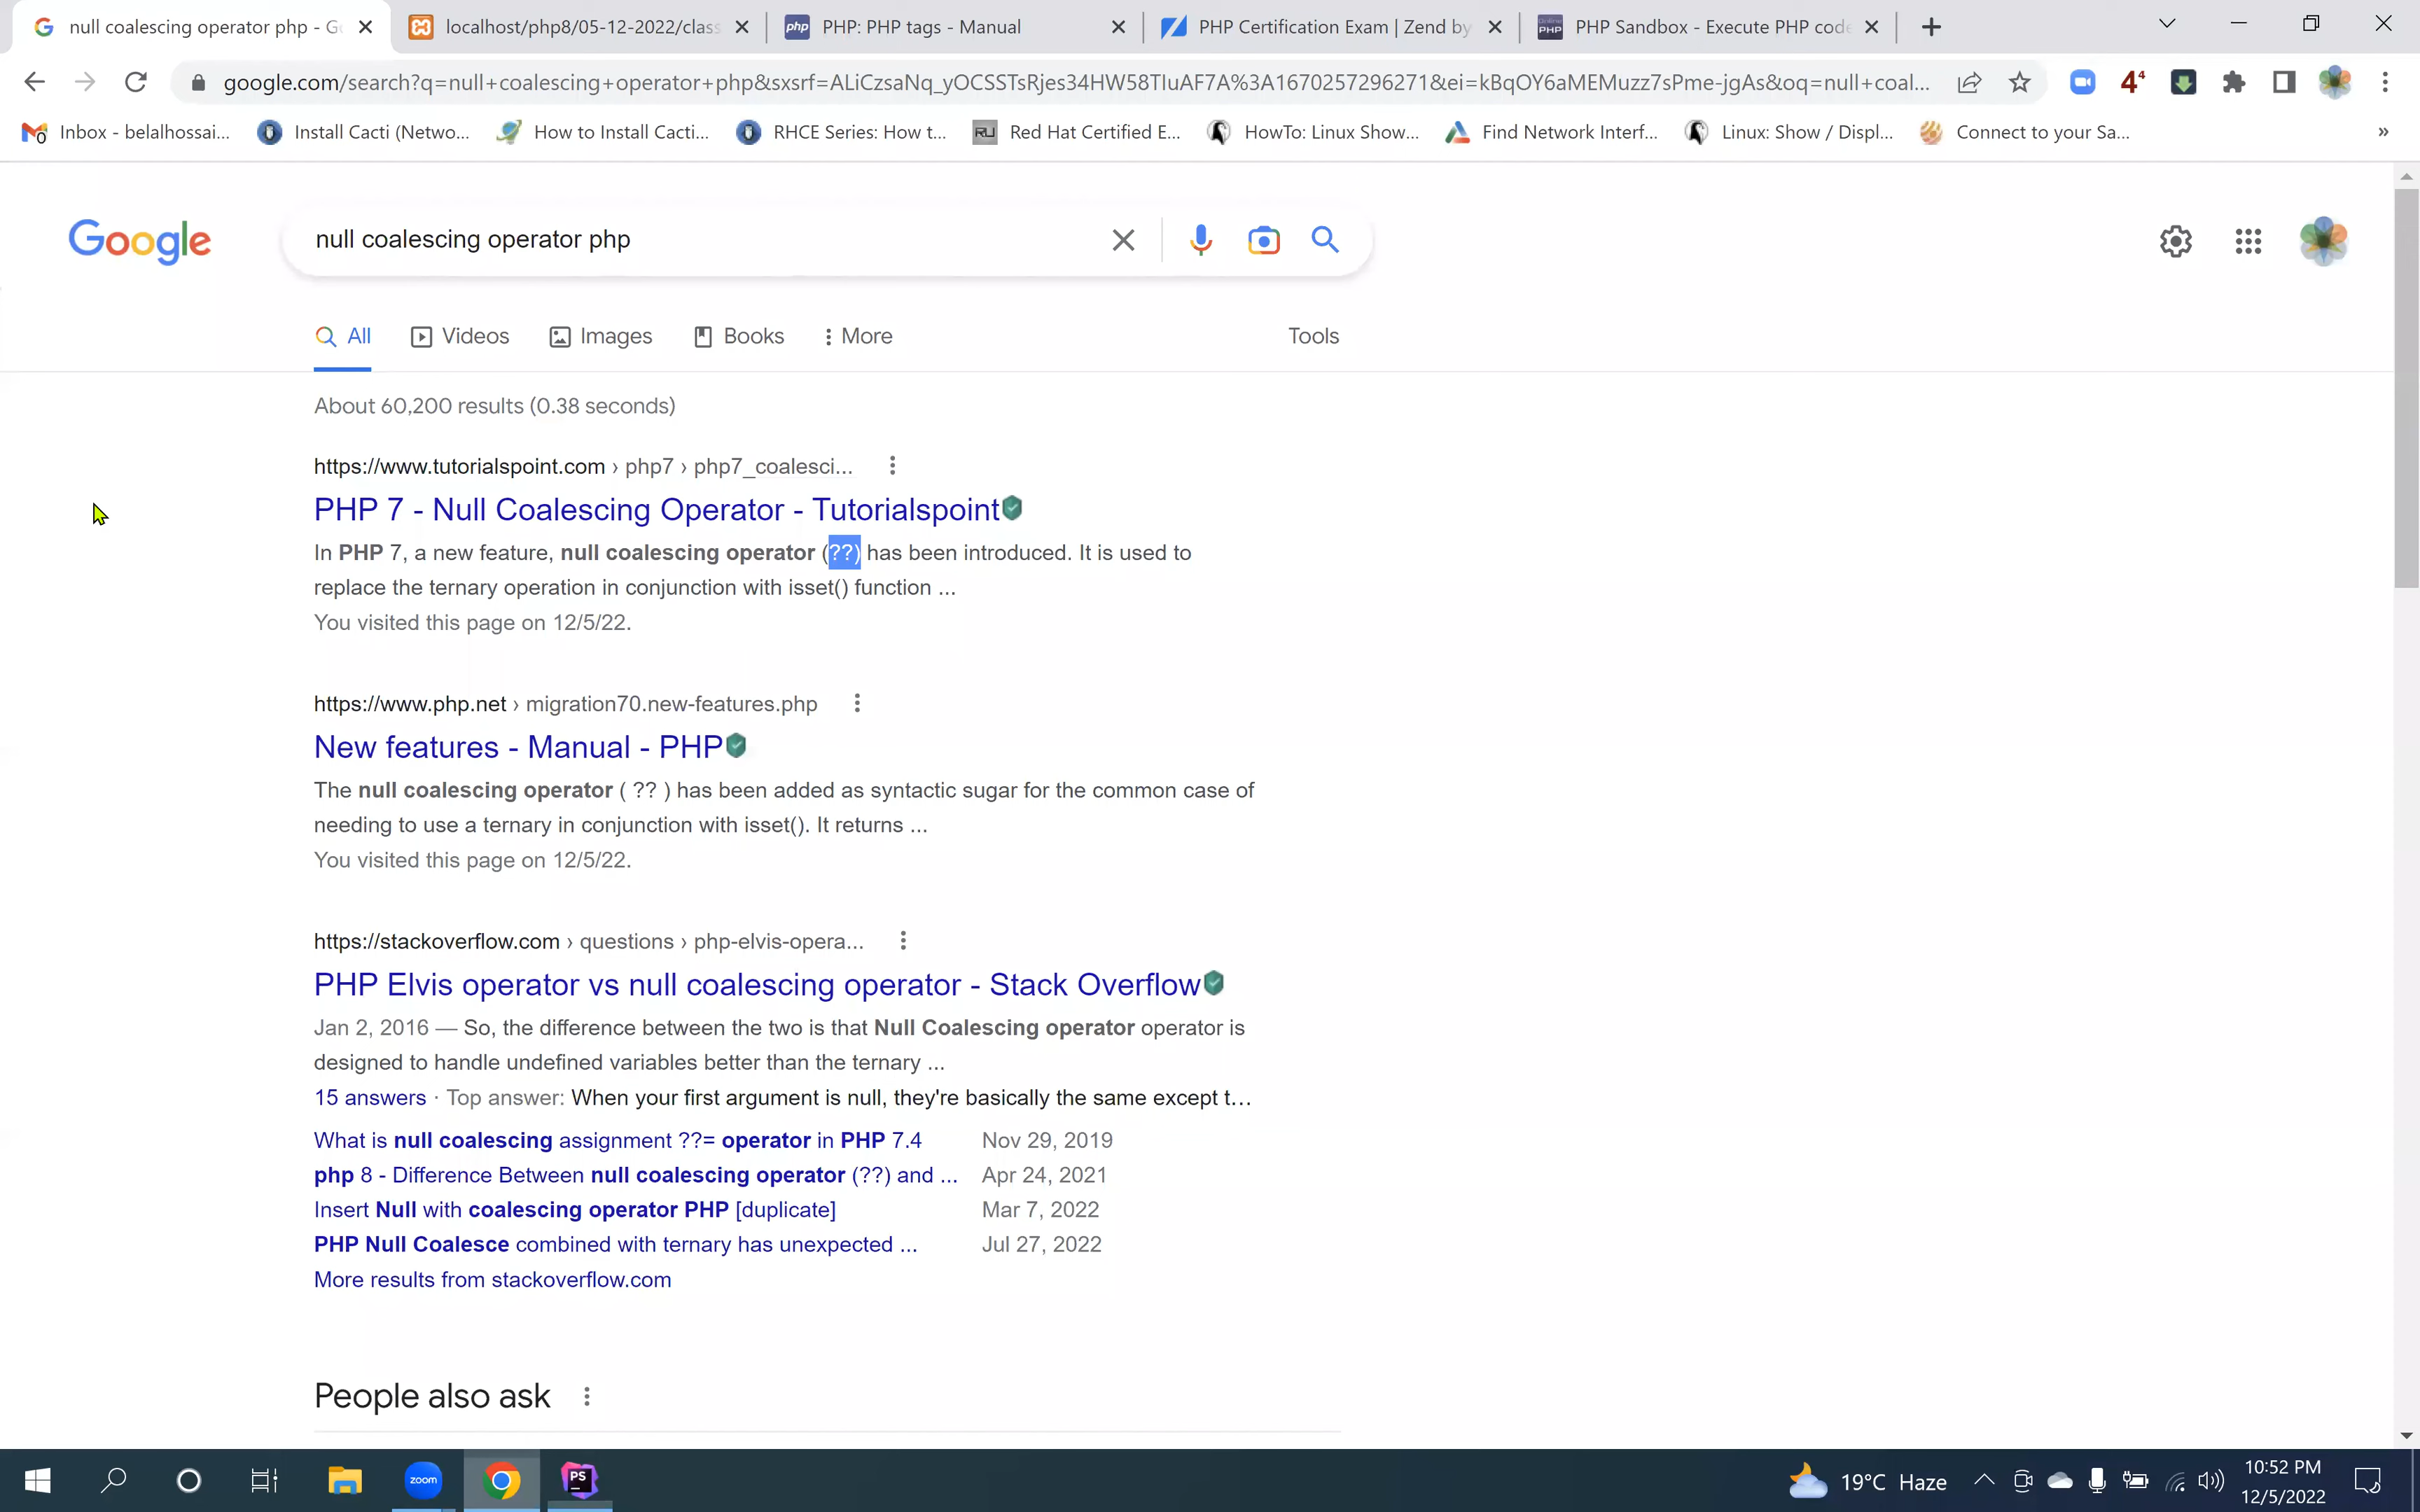 null coalescing operator php - G
localhost/php8/05-12-2022/class
PHP: PHP tags - Manual
PHP Certification Exam | Zend by
PHP Sandbox - Execute PHP code
google.com/search?q=null+coalescing+operator+php&sxsrf=ALiCzsaNq_yOCSSTsRjes34HW58TIuAF7A%3A1670257296271&ei=kBqOY6aMEMuzz7sPme-jgAs&oq=null+coal...
Inbox - belalhossai...
Install Cacti (Netwo...
How to Install Cacti...
RHCE Series: How t...
Red Hat Certified E...
HowTo: Linux Show...
Find Network Interf...
Linux: Show / Displ...
Connect to your Sa...
»
Google
null coalescing operator php
All
Videos
Images
Books
More
Tools
About 60,200 results (0.38 seconds)
https://www.tutorialspoint.com › php7 › php7_coalesci...
PHP 7 - Null Coalescing Operator - Tutorialspoint
In PHP 7, a new feature, null coalescing operator (??) has been introduced. It is used to
replace the ternary operation in conjunction with isset() function ...
You visited this page on 12/5/22.
https://www.php.net › migration70.new-features.php
New features - Manual - PHP
The null coalescing operator ( ?? ) has been added as syntactic sugar for the common case of
needing to use a ternary in conjunction with isset(). It returns ...
You visited this page on 12/5/22.
https://stackoverflow.com › questions › php-elvis-opera...
PHP Elvis operator vs null coalescing operator - Stack Overflow
Jan 2, 2016 — So, the difference between the two is that Null Coalescing operator operator is
designed to handle undefined variables better than the ternary ...
15 answers · Top answer: When your first argument is null, they're basically the same except t...
What is null coalescing assignment ??= operator in PHP 7.4 Nov 29, 2019
php 8 - Difference Between null coalescing operator (??) and ... Apr 24, 2021
Insert Null with coalescing operator PHP [duplicate] Mar 7, 2022
PHP Null Coalesce combined with ternary has unexpected ... Jul 27, 2022
More results from stackoverflow.com
People also ask
zoom
PS
19°C Haze
10:52 PM
12/5/2022